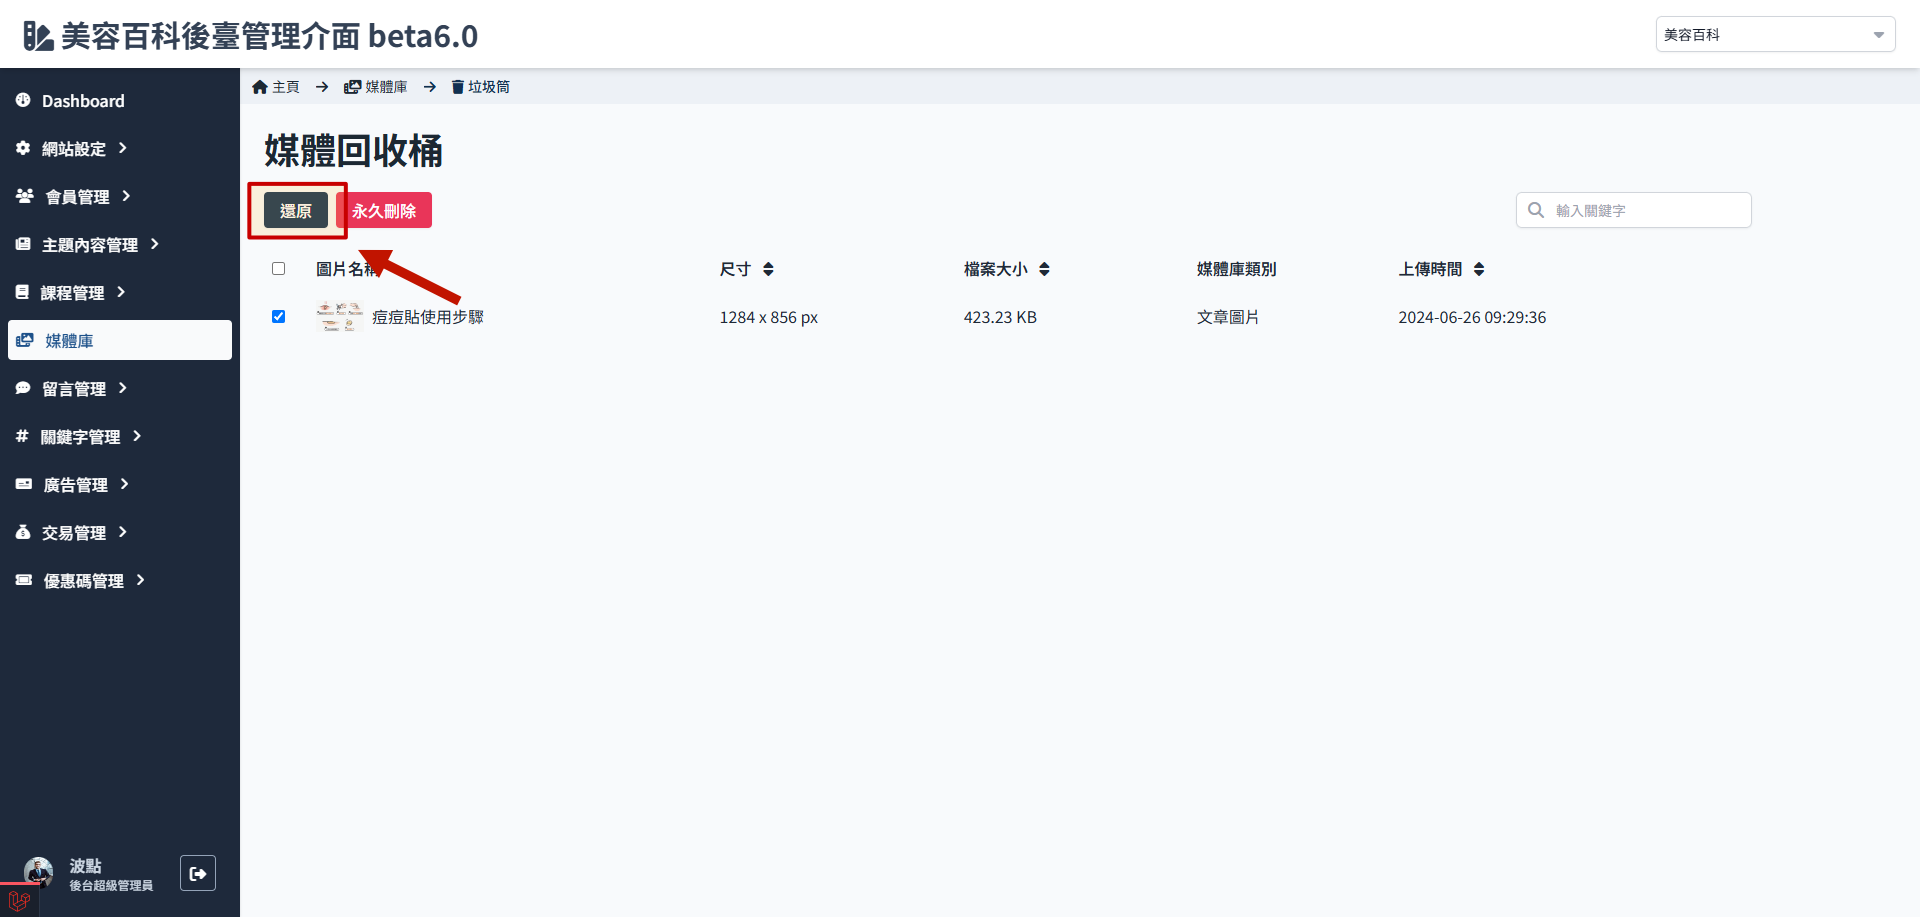 美容百科後臺管理介面 beta6.0
美容百科
主頁 → 媒體庫 → 垃圾筒
Dashboard
網站設定
會員管理
主題內容管理
課程管理
媒體庫
留言管理
關鍵字管理
廣告管理
交易管理
優惠碼管理
波點
後台超級管理員
媒體回收桶
還原 永久刪除
輸入關鍵字
圖片名稱 尺寸 檔案大小 媒體庫類別 上傳時間
痘痘貼使用步驟 1284 x 856 px 423.23 KB 文章圖片 2024-06-26 09:29:36